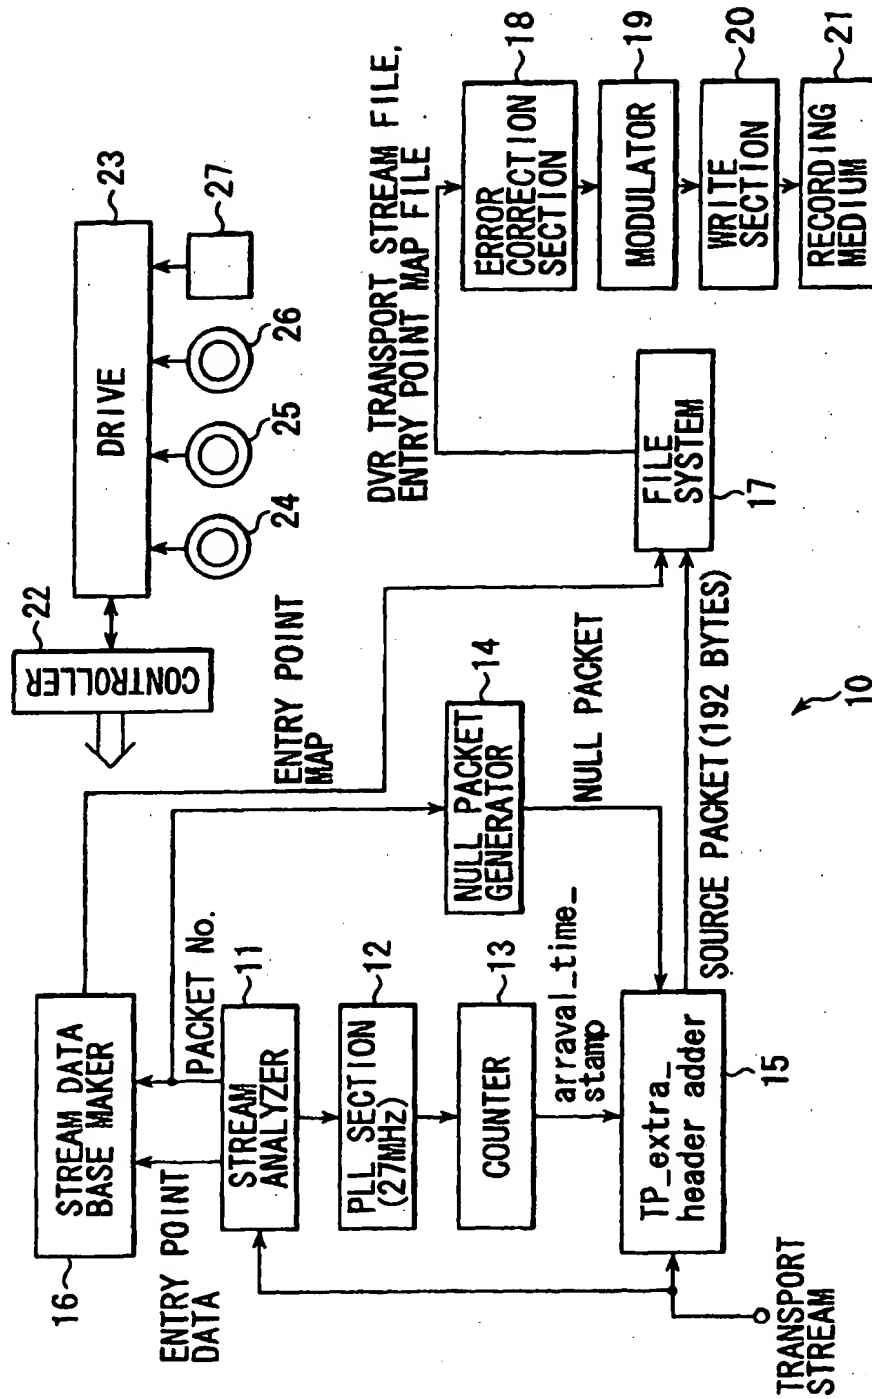 TRANSPORT
STREAM
ENTRY POINT
DATA
16
STREAM DATA
BASE MAKER
PACKET No.
11
STREAM
ANALYZER
12
PLL SECTION
(27MHz)
13
COUNTER
arraval_time_
stamp
TP_extra_
header adder
15
ENTRY POINT
MAP
14
NULL PACKET
GENERATOR
NULL PACKET
SOURCE PACKET(192 BYTES)
10
22
CONTROLLER
23
DRIVE
24
25
26
27
FILE
SYSTEM
17
DVR TRANSPORT STREAM FILE,
ENTRY POINT MAP FILE
18
ERROR
CORRECTION
SECTION
19
MODULATOR
20
WRITE
SECTION
21
RECORDING
MEDIUM